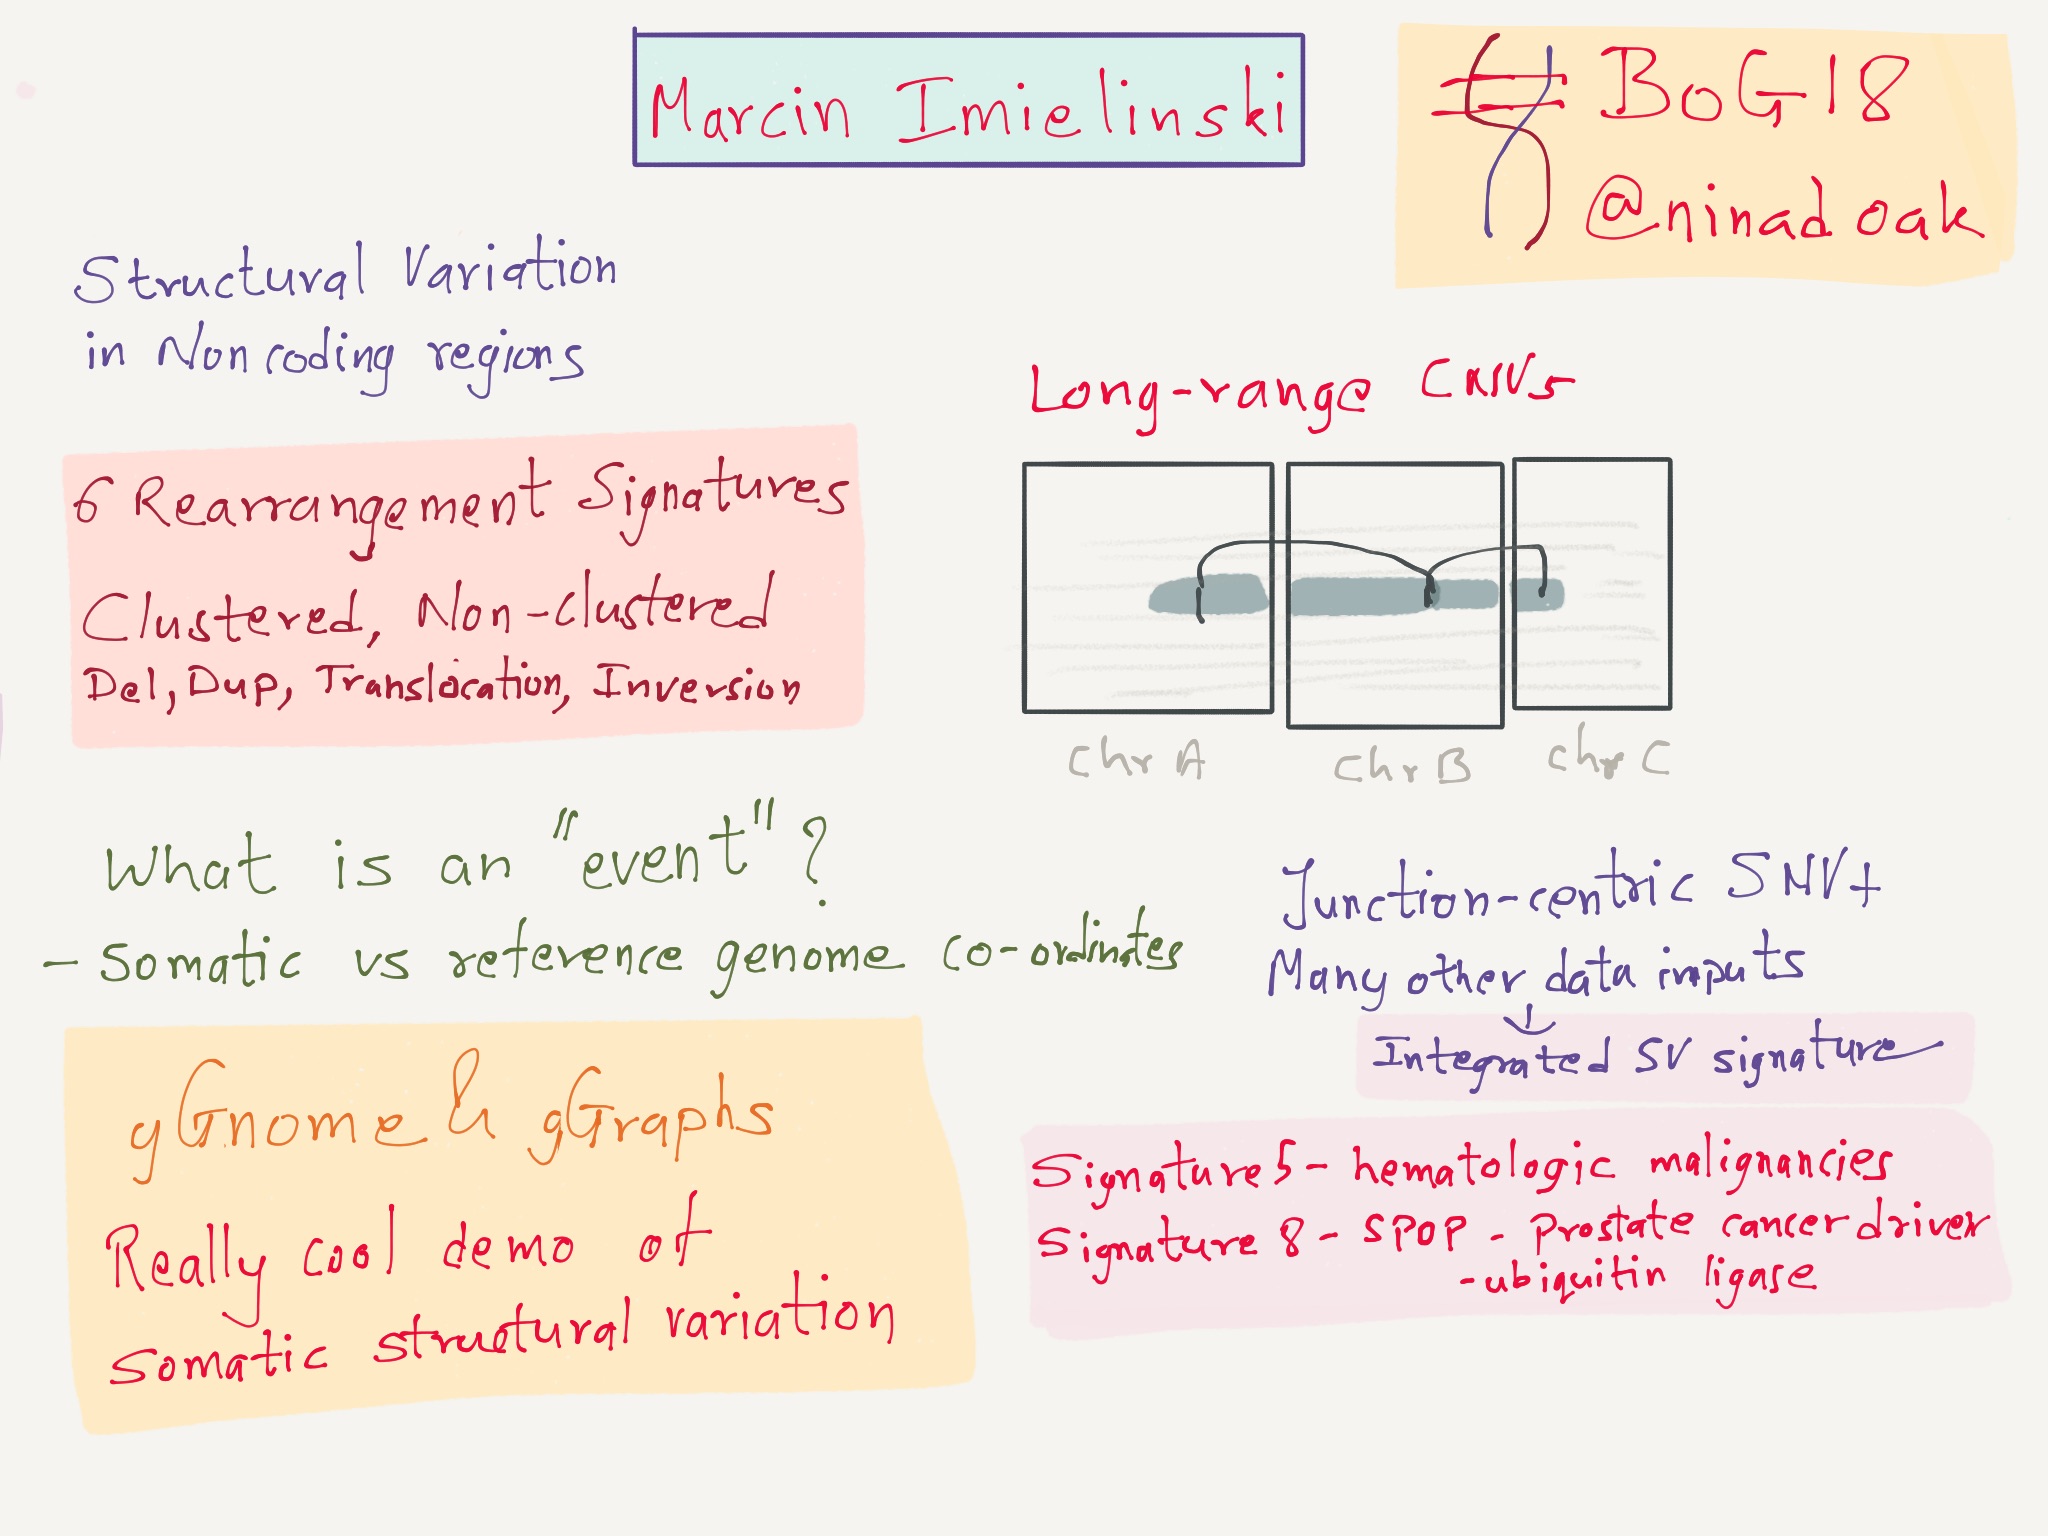 Marcin Imielinski
# BoG18
@ninadoak
Structural Variation
in Noncoding regions
6 Rearrangement Signatures
Clustered, Non-clustered
Del, Dup, Translocation, Inversion
What is an "event"?
- Somatic vs reference genome co-ordintes
gGnome & gGraphs
Really cool demo of
Somatic structural variation
Long-range CNVs
Chr A
Chr B
Chr C
Junction-centric SNV+
Many other data inputs
↓
Integrated SV signature
Signature 5 - hematologic malignancies
Signature 8 - SPOP - Prostate cancer driver
- ubiquitin ligase